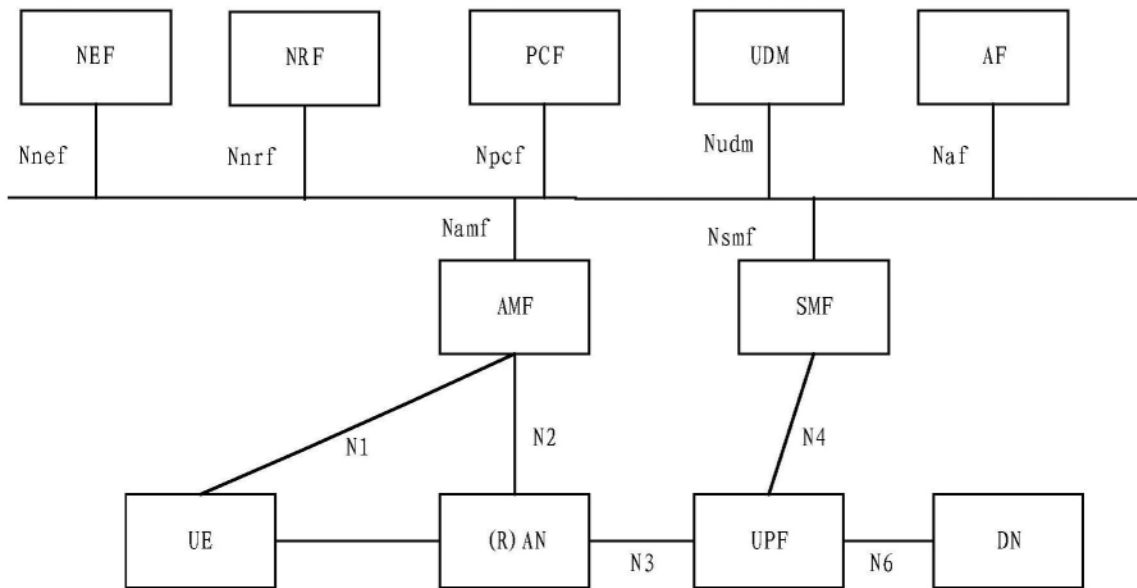 NEF NRF PCF UDM AF
Nnef Nnrf Npcf Nudm Naf
Namf Nsmf
AMF SMF
N1 N2 N4
UE (R)AN UPF DN
N3 N6